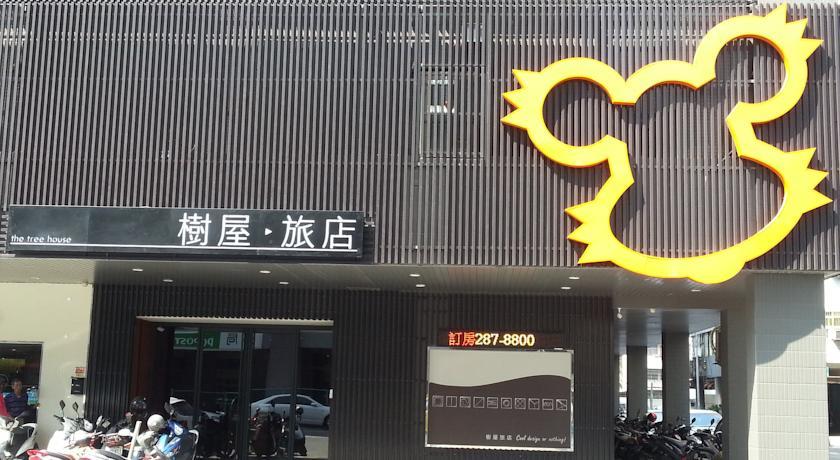 the tree house
樹屋 ▸ 旅店
訂房287-8800
樹屋旅店 Cool design or nothing!